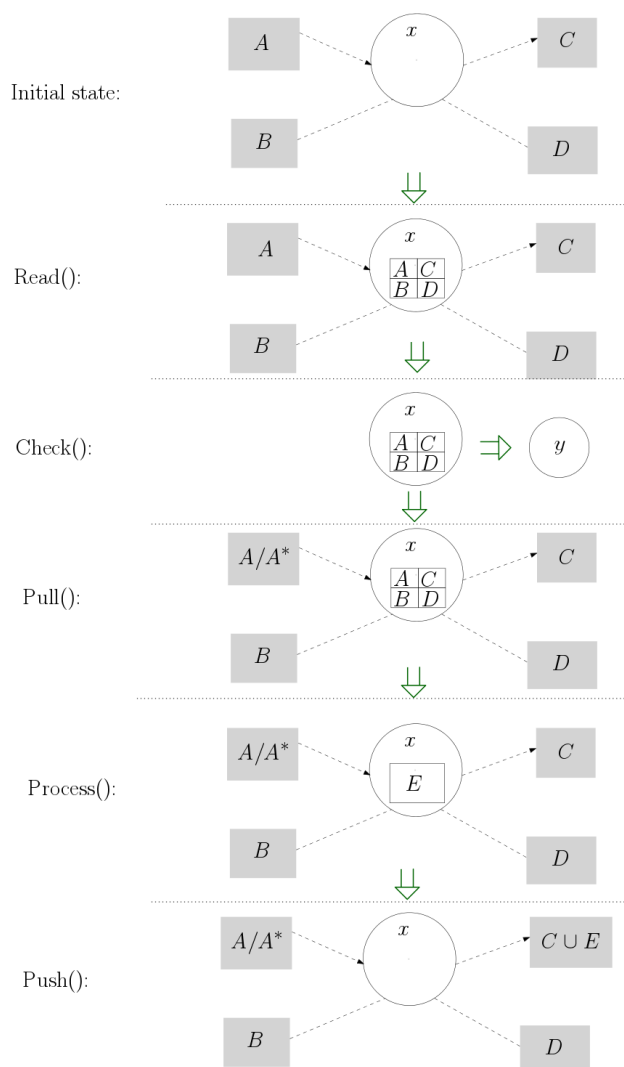 A
x
C
Initial state:
B
D
A
x
C
Read():
A C
B D
B
D
x
Check():
A C
B D
y
A/A*
x
C
Pull():
A C
B D
B
D
A/A*
x
C
Process():
E
B
D
A/A*
x
C ∪ E
Push():
B
D